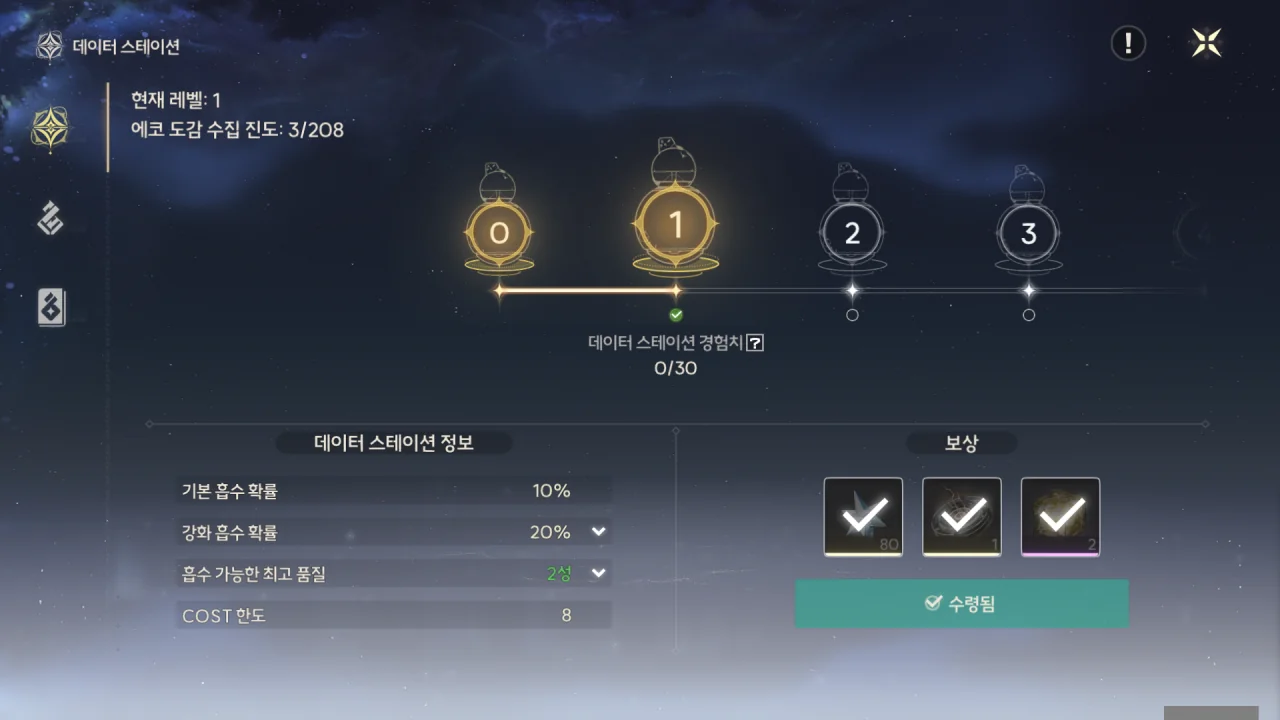 데이터 스테이션
!
현재 레벨: 1
에코 도감 수집 진도: 3/208
0
1
2
3
4
데이터 스테이션 경험치 ?
0/30
데이터 스테이션 정보
보상
기본 흡수 확률 10%
강화 흡수 확률 20%
흡수 가능한 최고 품질 2성
COST 한도 8
80
1
2
수령됨